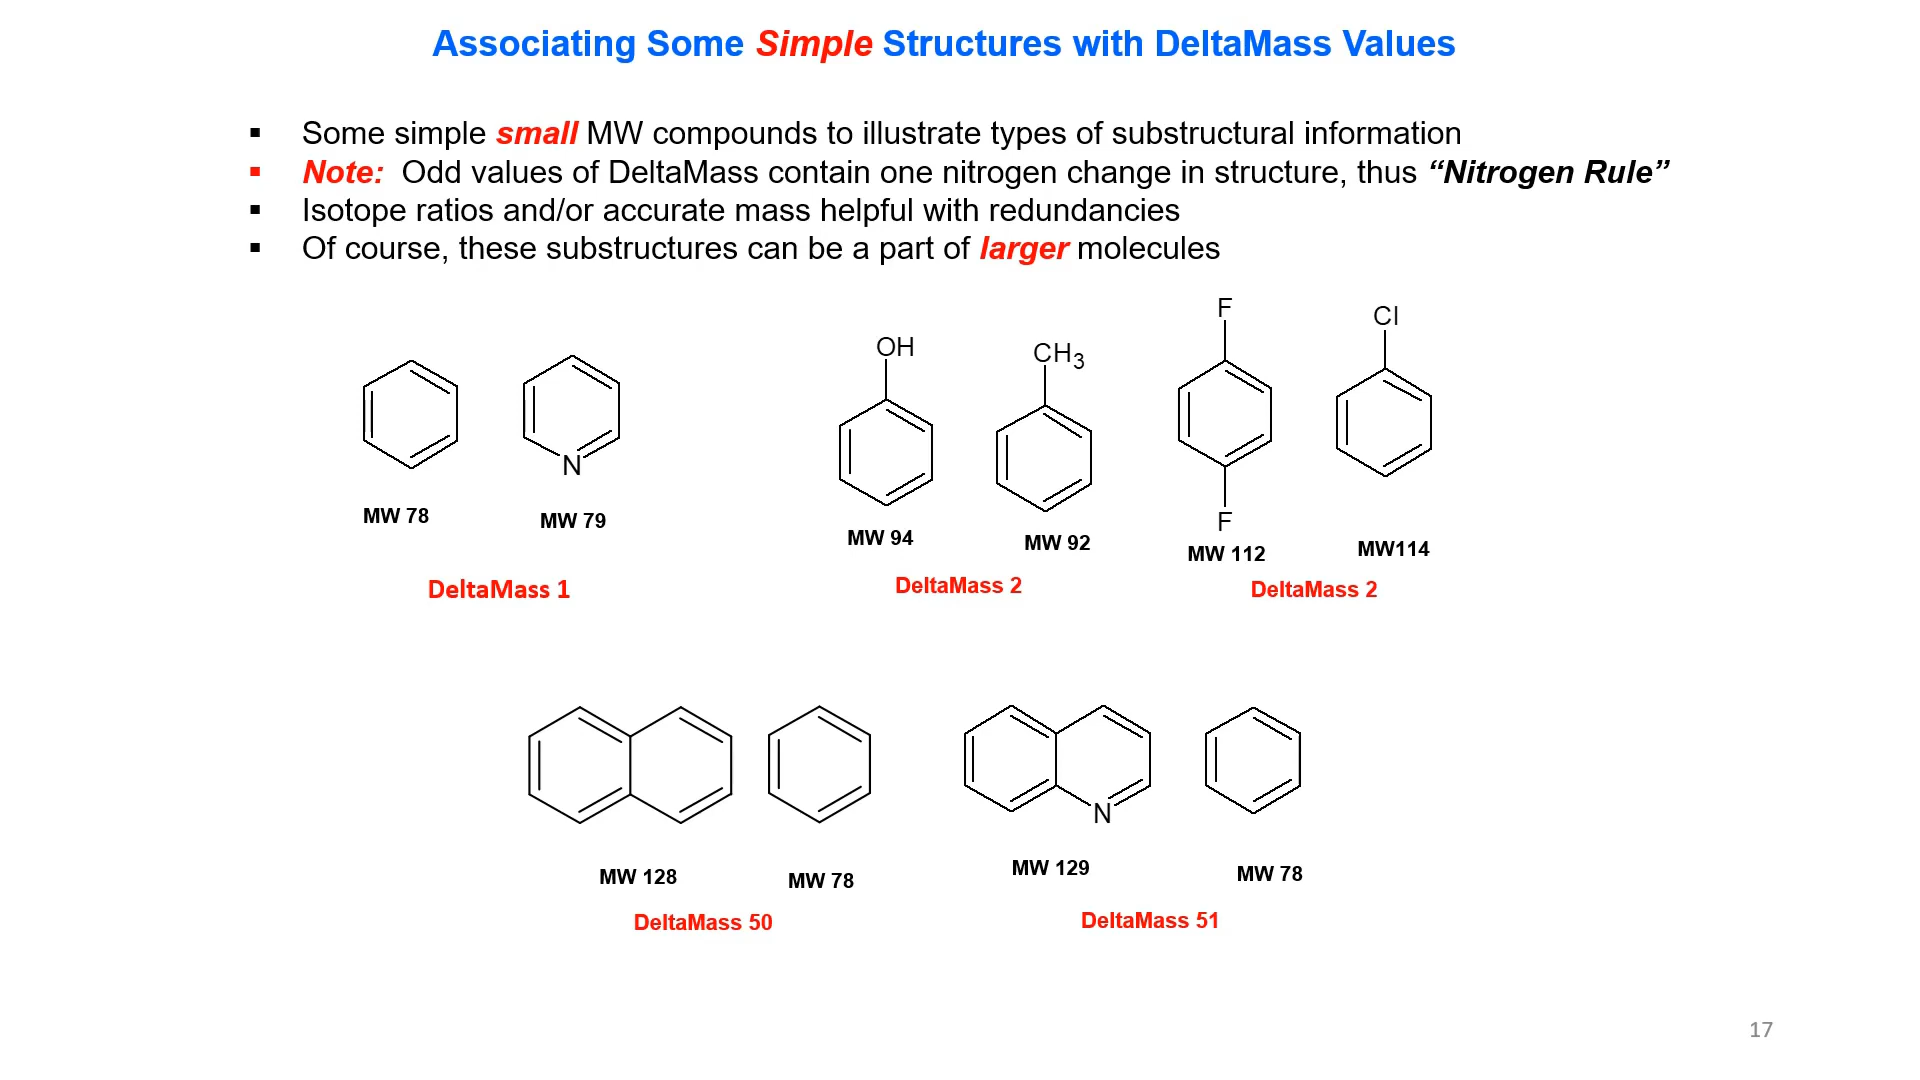 Associating Some Simple Structures with DeltaMass Values
▪ Some simple small MW compounds to illustrate types of substructural information
▪ Note: Odd values of DeltaMass contain one nitrogen change in structure, thus “Nitrogen Rule”
▪ Isotope ratios and/or accurate mass helpful with redundancies
▪ Of course, these substructures can be a part of larger molecules
N
MW 78
MW 79
DeltaMass 1
OH
CH₃
MW 94
MW 92
DeltaMass 2
F
F
Cl
MW 112
MW114
DeltaMass 2
MW 128
MW 78
DeltaMass 50
N
MW 129
MW 78
DeltaMass 51
17